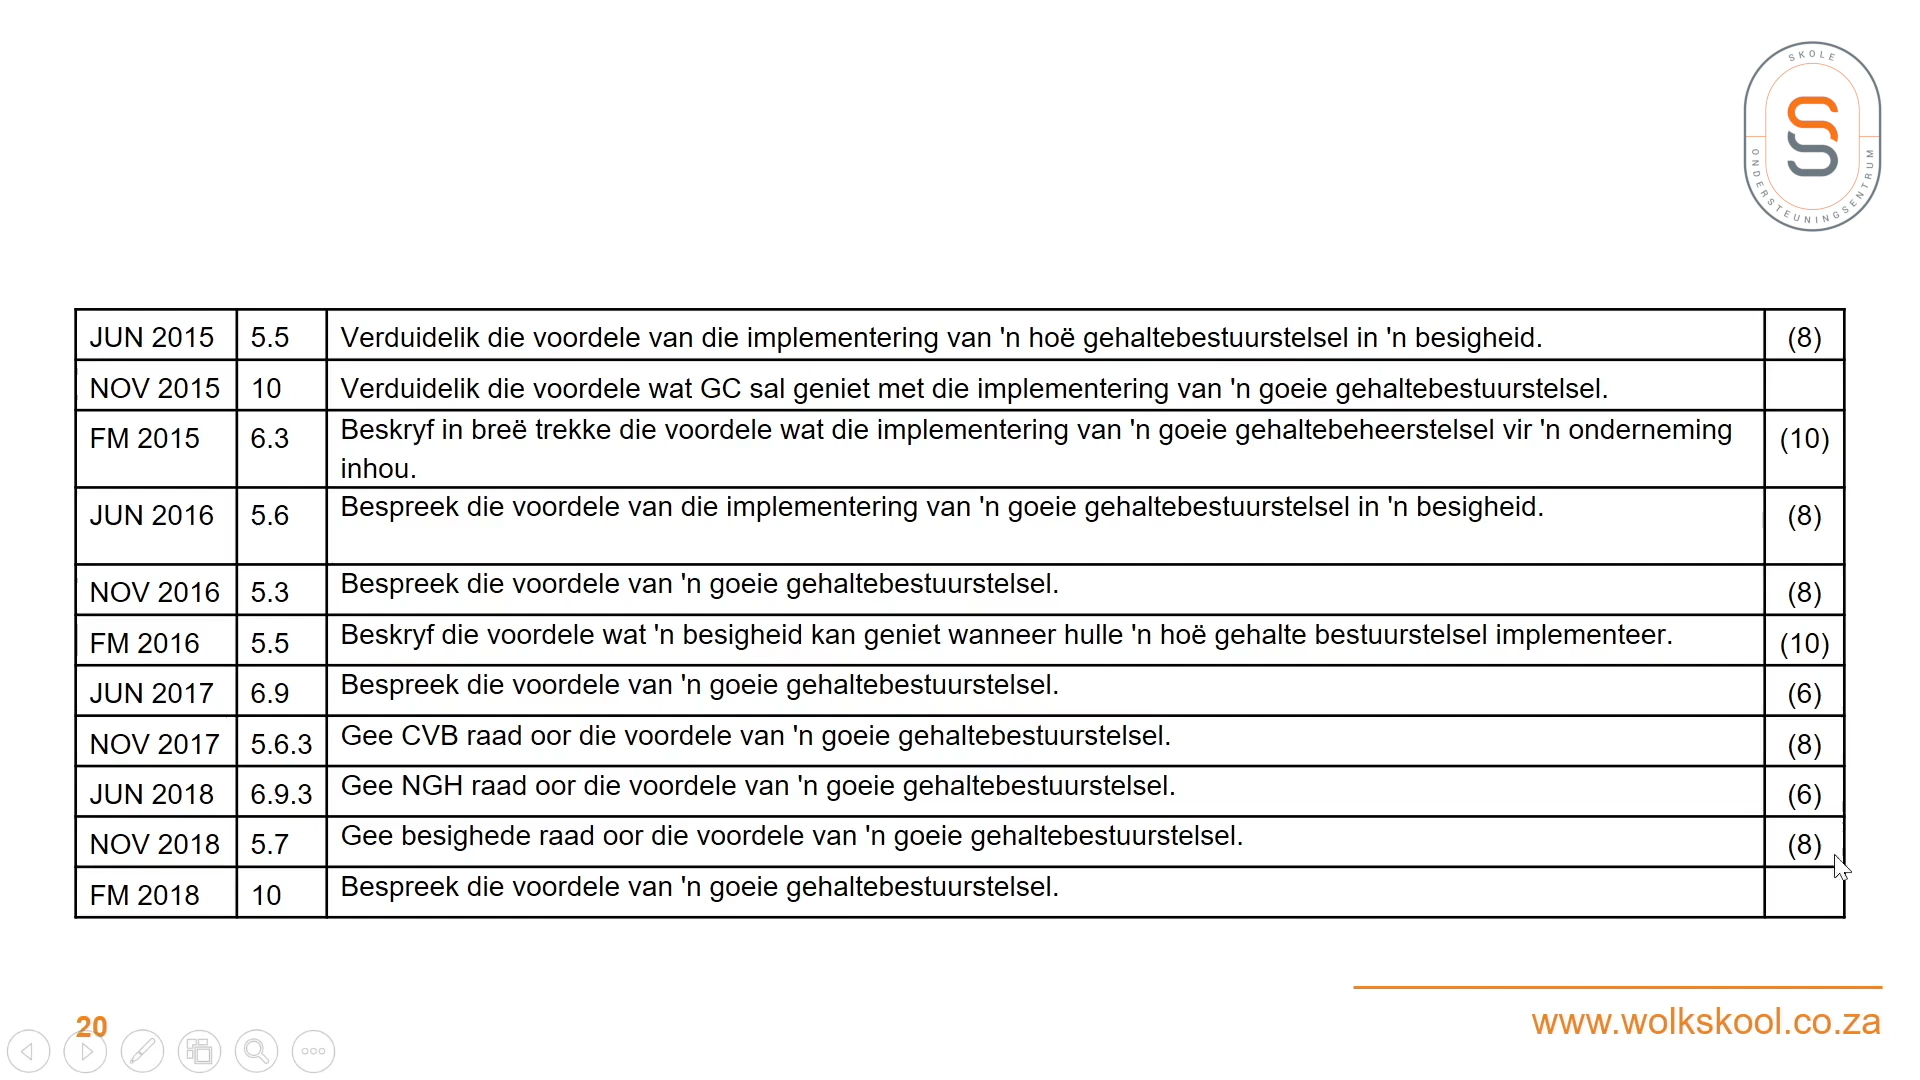 SKOLE
ONDERSTEUNINGSENTRUM
JUN 2015 5.5 Verduidelik die voordele van die implementering van 'n hoë gehaltebestuurstelsel in 'n besigheid. (8)
NOV 2015 10 Verduidelik die voordele wat GC sal geniet met die implementering van 'n goeie gehaltebestuurstelsel.
FM 2015 6.3 Beskryf in breë trekke die voordele wat die implementering van 'n goeie gehaltebeheerstelsel vir 'n onderneming (10)
inhou.
JUN 2016 5.6 Bespreek die voordele van die implementering van 'n goeie gehaltebestuurstelsel in 'n besigheid. (8)
NOV 2016 5.3 Bespreek die voordele van 'n goeie gehaltebestuurstelsel. (8)
FM 2016 5.5 Beskryf die voordele wat 'n besigheid kan geniet wanneer hulle 'n hoë gehalte bestuurstelsel implementeer. (10)
JUN 2017 6.9 Bespreek die voordele van 'n goeie gehaltebestuurstelsel. (6)
NOV 2017 5.6.3 Gee CVB raad oor die voordele van 'n goeie gehaltebestuurstelsel. (8)
JUN 2018 6.9.3 Gee NGH raad oor die voordele van 'n goeie gehaltebestuurstelsel. (6)
NOV 2018 5.7 Gee besighede raad oor die voordele van 'n goeie gehaltebestuurstelsel. (8)
FM 2018 10 Bespreek die voordele van 'n goeie gehaltebestuurstelsel.
20
www.wolkskool.co.za